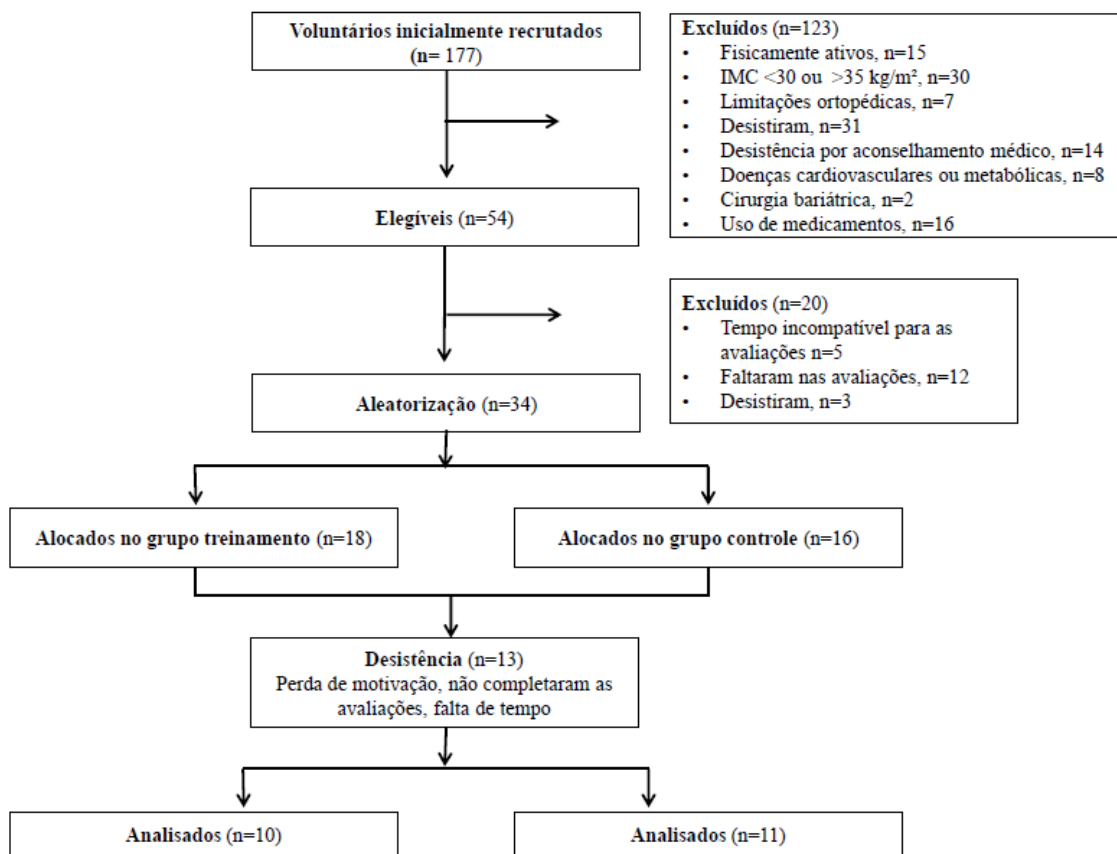 Voluntários inicialmente recrutados
(n= 177)
Excluídos (n=123)
• Fisicamente ativos, n=15
• IMC <30 ou >35 kg/m², n=30
• Limitações ortopédicas, n=7
• Desistiram, n=31
• Desistência por aconselhamento médico, n=14
• Doenças cardiovasculares ou metabólicas, n=8
• Cirurgia bariátrica, n=2
• Uso de medicamentos, n=16
Elegíveis (n=54)
Excluídos (n=20)
• Tempo incompatível para as
avaliações n=5
• Faltaram nas avaliações, n=12
• Desistiram, n=3
Aleatorização (n=34)
Alocados no grupo treinamento (n=18)
Alocados no grupo controle (n=16)
Desistência (n=13)
Perda de motivação, não completaram as
avaliações, falta de tempo
Analisados (n=10)
Analisados (n=11)